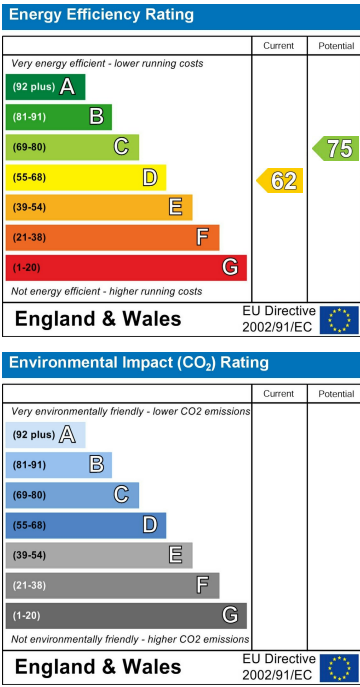 Energy Efficiency Rating
Current Potential
Very energy efficient - lower running costs
(92 plus) A
(81-91) B
(69-80) C
75
(55-68) D
62
(39-54) E
(21-38) F
(1-20) G
Not energy efficient - higher running costs
England & Wales
EU Directive
2002/91/EC
Environmental Impact (CO₂) Rating
Current Potential
Very environmentally friendly - lower CO2 emissions
(92 plus) A
(81-91) B
(69-80) C
(55-68) D
(39-54) E
(21-38) F
(1-20) G
Not environmentally friendly - higher CO2 emissions
England & Wales
EU Directive
2002/91/EC